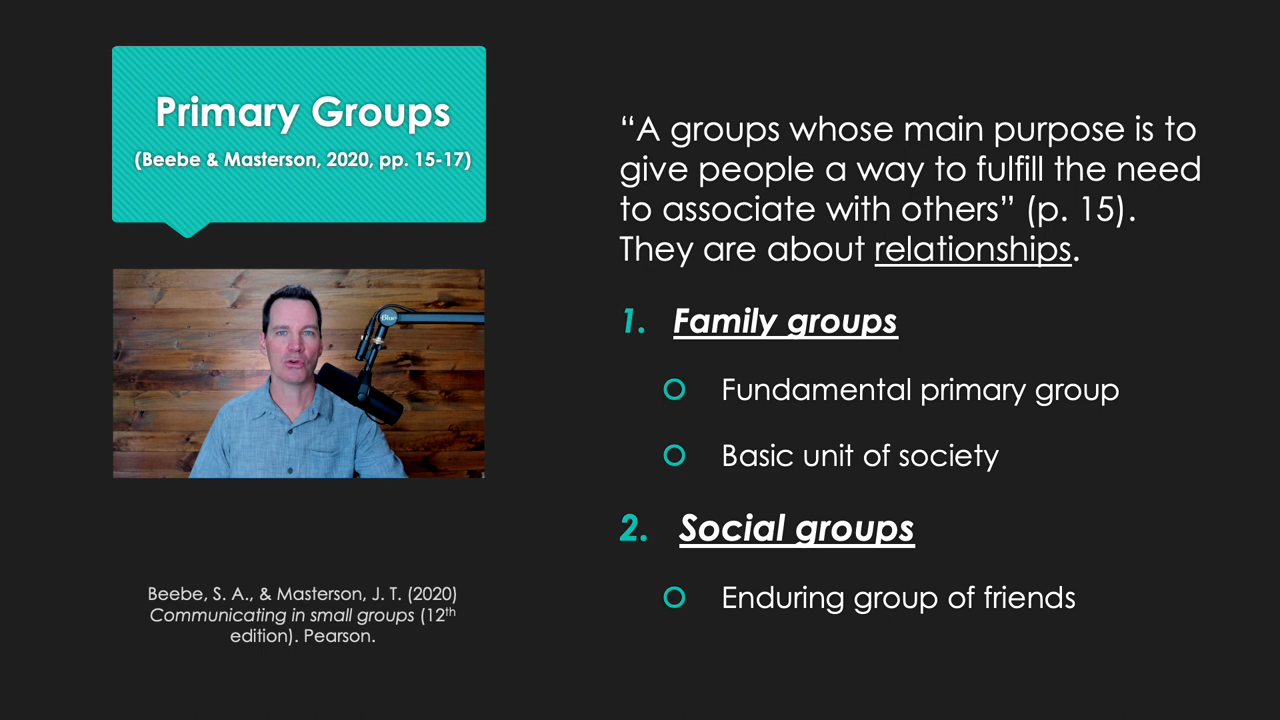 Primary Groups
(Beebe & Masterson, 2020, pp. 15-17)
“A groups whose main purpose is to
give people a way to fulfill the need
to associate with others” (p. 15).
They are about relationships.
1. Family groups
Fundamental primary group
Basic unit of society
2. Social groups
Enduring group of friends
Blue
Beebe, S. A., & Masterson, J. T. (2020)
Communicating in small groups (12th
edition). Pearson.